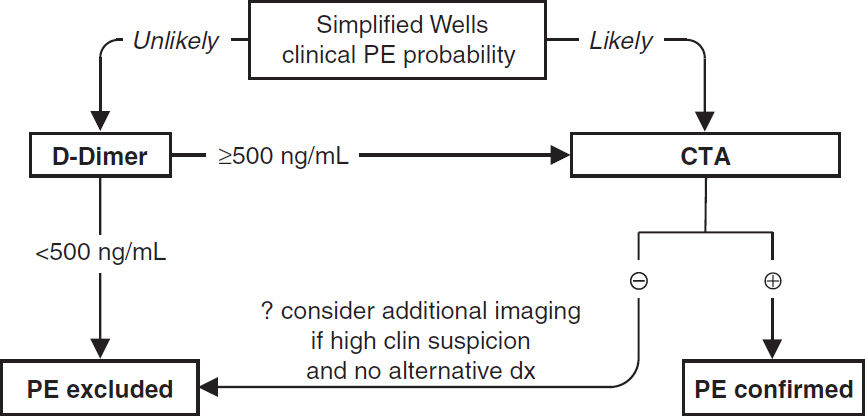 Simplified Wells
clinical PE probability
Unlikely
Likely
D-Dimer
≥500 ng/mL
CTA
<500 ng/mL
⊖
⊕
? consider additional imaging
if high clin suspicion
and no alternative dx
PE excluded
PE confirmed